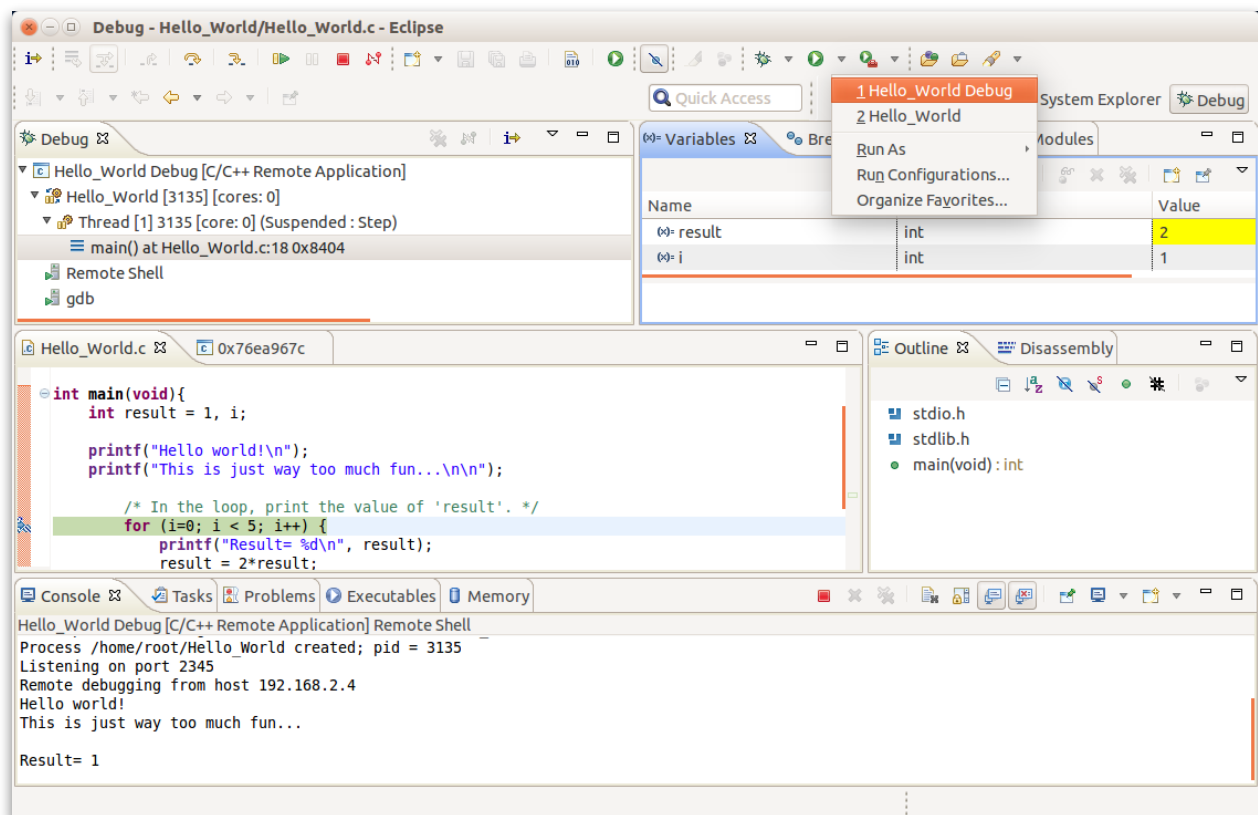 Debug - Hello_World/Hello_World.c - Eclipse
Quick Access
1 Hello_World Debug
2 Hello_World
Run As
Run Configurations...
Organize Favorites...
System Explorer
Debug
Debug
Hello_World Debug [C/C++ Remote Application]
Hello_World [3135] [cores: 0]
Thread [1] 3135 [core: 0] (Suspended : Step)
main() at Hello_World.c:18 0x8404
Remote Shell
gdb
(x)= Variables
Bre
Modules
Name
Value
(x)= result int 2
(x)= i int 1
Hello_World.c
0x76ea967c
int main(void){
int result = 1, i;
printf("Hello world!\n");
printf("This is just way too much fun...\n\n");
/* In the loop, print the value of 'result'. */
for (i=0; i < 5; i++) {
printf("Result= %d\n", result);
result = 2*result;
Outline
Disassembly
stdio.h
stdlib.h
main(void) : int
Console
Tasks
Problems
Executables
Memory
Hello_World Debug [C/C++ Remote Application] Remote Shell
Process /home/root/Hello_World created; pid = 3135
Listening on port 2345
Remote debugging from host 192.168.2.4
Hello world!
This is just way too much fun...
Result= 1